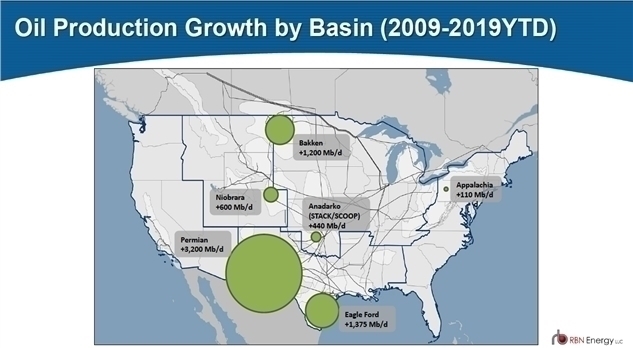 Oil Production Growth by Basin (2009-2019YTD)
Bakken
+1,200 Mb/d
Niobrara
+600 Mb/d
Anadarko
(STACK/SCOOP)
+440 Mb/d
Appalachia
+110 Mb/d
Permian
+3,200 Mb/d
Eagle Ford
+1,375 Mb/d
RBN Energy LLC